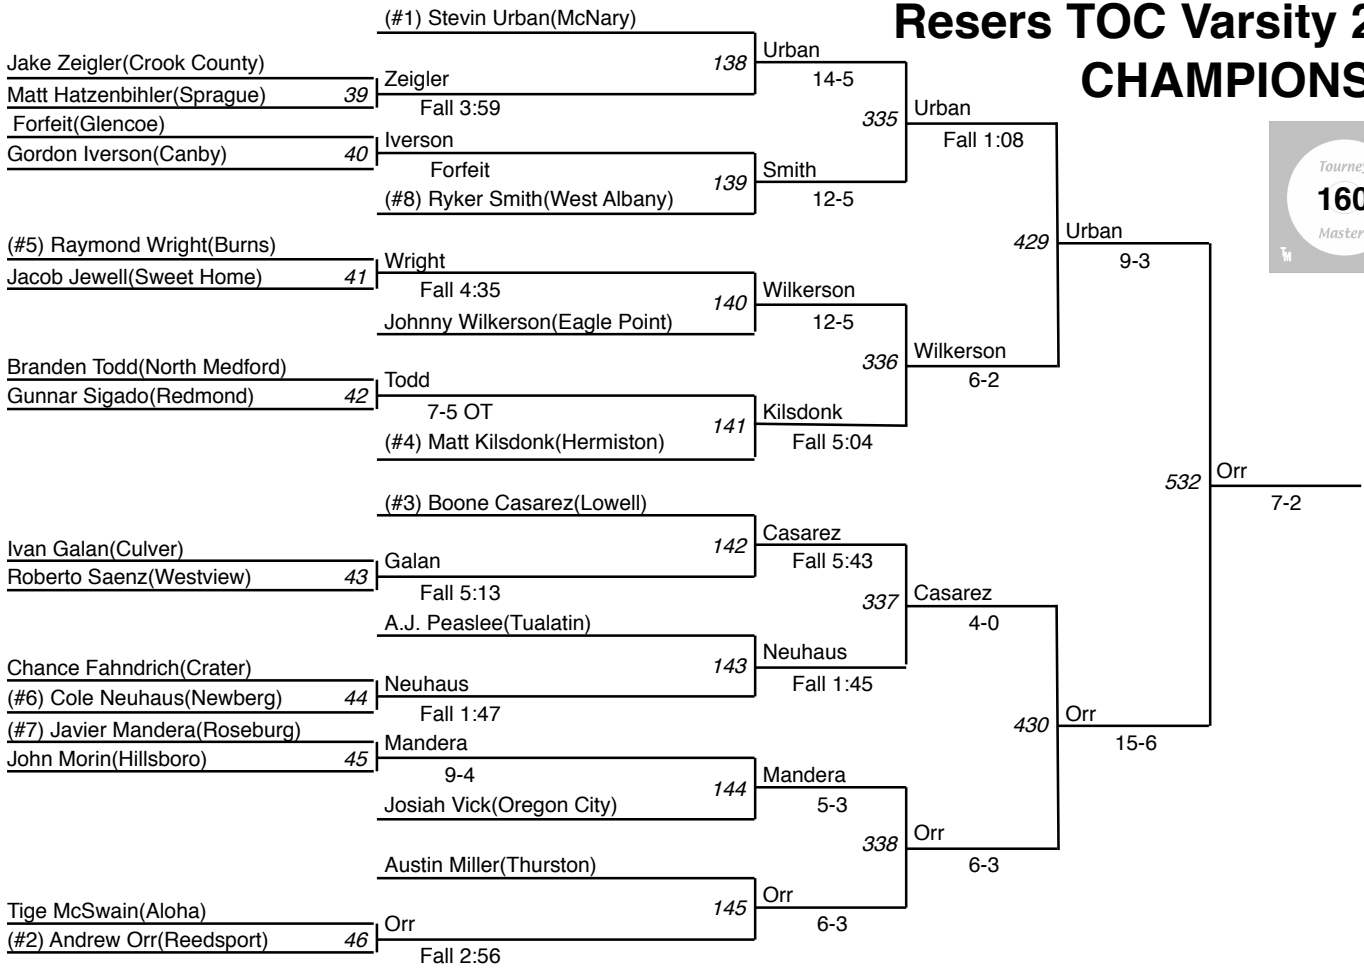 (#1) Stevin Urban(McNary)
Resers TOC Varsity 2
CHAMPIONS
Jake Zeigler(Crook County)
Matt Hatzenbihler(Sprague) 39
Zeigler
Fall 3:59
138
Urban
14-5
Forfeit(Glencoe)
Gordon Iverson(Canby) 40
Iverson
Forfeit
(#8) Ryker Smith(West Albany)
139
Smith
12-5
335
Urban
Fall 1:08
Tourney
160
Master
TM
(#5) Raymond Wright(Burns)
Jacob Jewell(Sweet Home) 41
Wright
Fall 4:35
Johnny Wilkerson(Eagle Point)
140
Wilkerson
12-5
429
Urban
9-3
Branden Todd(North Medford)
Gunnar Sigado(Redmond) 42
Todd
7-5 OT
(#4) Matt Kilsdonk(Hermiston)
141
Kilsdonk
Fall 5:04
336
Wilkerson
6-2
532
Orr
7-2
(#3) Boone Casarez(Lowell)
Ivan Galan(Culver)
Roberto Saenz(Westview) 43
Galan
Fall 5:13
142
Casarez
Fall 5:43
337
Casarez
4-0
A.J. Peaslee(Tualatin)
Chance Fahndrich(Crater)
(#6) Cole Neuhaus(Newberg) 44
Neuhaus
Fall 1:47
143
Neuhaus
Fall 1:45
430
Orr
15-6
(#7) Javier Mandera(Roseburg)
John Morin(Hillsboro) 45
Mandera
9-4
Josiah Vick(Oregon City)
144
Mandera
5-3
338
Orr
6-3
Austin Miller(Thurston)
Tige McSwain(Aloha)
(#2) Andrew Orr(Reedsport) 46
Orr
Fall 2:56
145
Orr
6-3